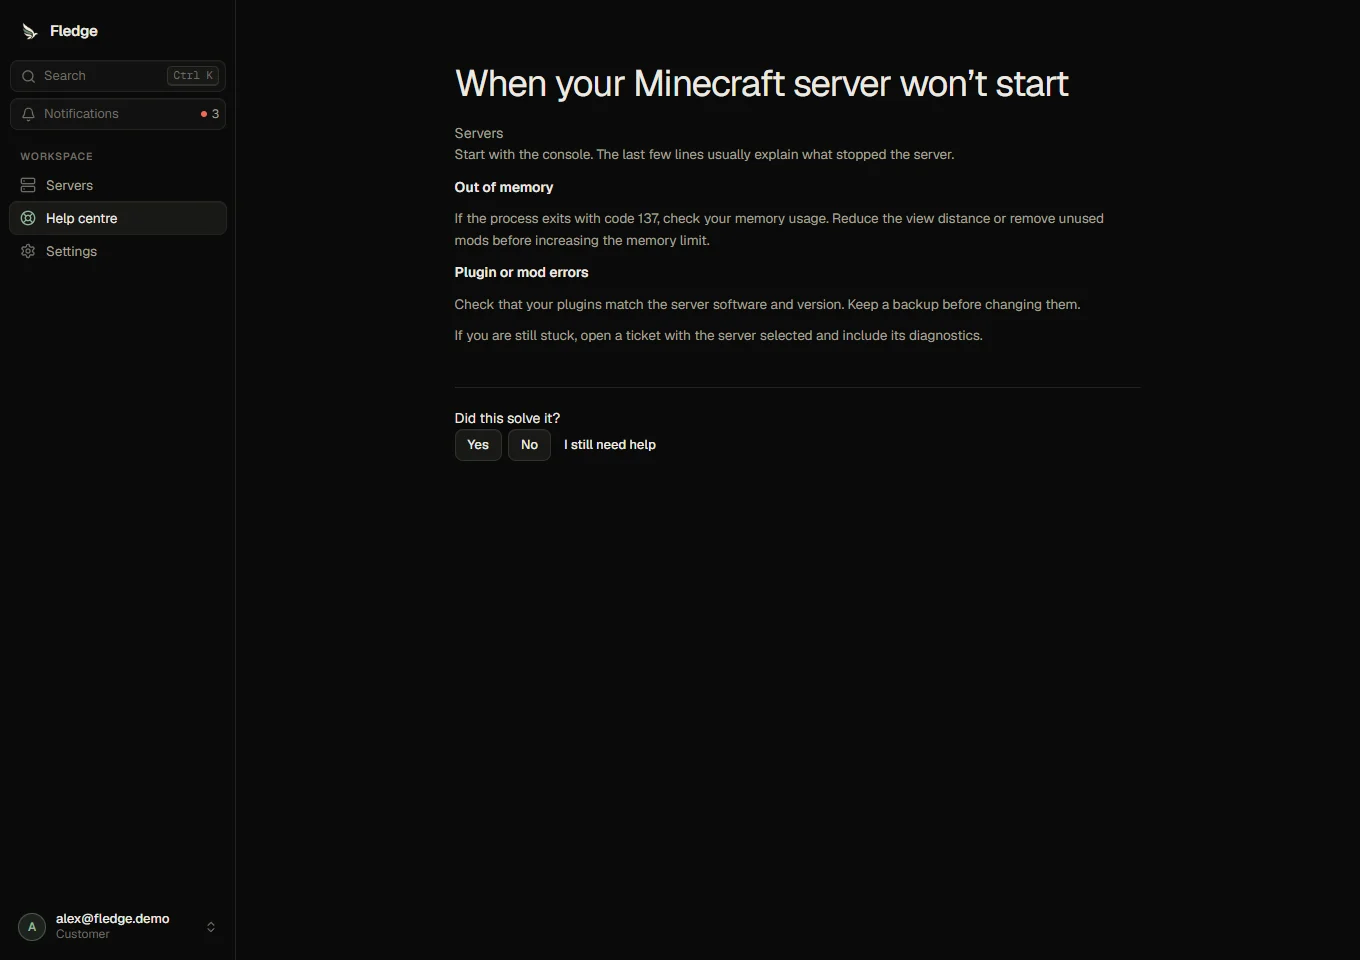 Fledge
Search
Ctrl K
Notifications
3
WORKSPACE
Servers
Help centre
Settings
When your Minecraft server won’t start
Servers
Start with the console. The last few lines usually explain what stopped the server.
Out of memory
If the process exits with code 137, check your memory usage. Reduce the view distance or remove unused
mods before increasing the memory limit.
Plugin or mod errors
Check that your plugins match the server software and version. Keep a backup before changing them.
If you are still stuck, open a ticket with the server selected and include its diagnostics.
Did this solve it?
Yes
No
I still need help
A
alex@fledge.demo
Customer